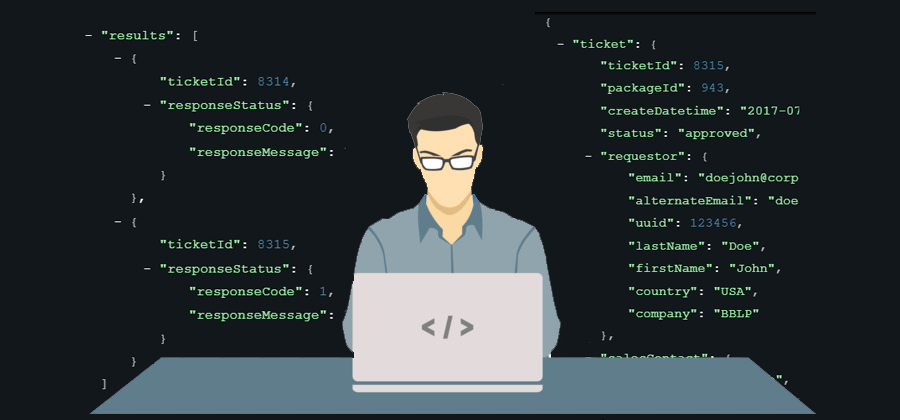 - "results": [
- {
"ticketId": 8314,
- "responseStatus": {
"responseCode": 0,
"responseMessage":
}
},
- {
"ticketId": 8315,
- "responseStatus": {
"responseCode": 1,
"responseMessage":
}
}
]
</>
{
- "ticket": {
"ticketId": 8315,
"packageId": 943,
"createDatetime": "2017-07
"status": "approved",
- "requestor": {
"email": "doejohn@corp
"alternateEmail": "doe
"uuid": 123456,
"lastName": "Doe",
"firstName": "John",
"country": "USA",
"company": "BBLP"
},
",